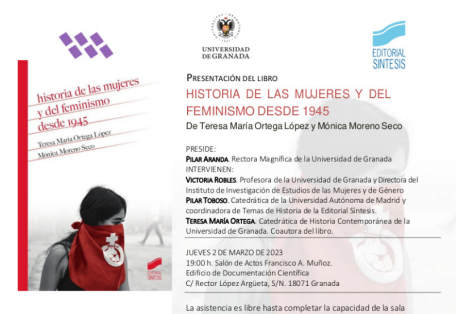 UNIVERSIDAD
DE GRANADA
EDITORIAL
SINTESIS
historia de las mujeres
y del feminismo
desde 1945
Teresa María Ortega López
Mónica Moreno Seco
PRESENTACIÓN DEL LIBRO
HISTORIA DE LAS MUJERES Y DEL
FEMINISMO DESDE 1945
De Teresa Maria Ortega López y Mónica Moreno Seco
PRESIDE:
PILAR ARANDA. Rectora Magnífica de la Universidad de Granada
INTERVIENEN:
VICTORIA ROBLES. Profesora de la Universidad de Granada y Directora del
Instituto de Investigación de Estudios de las Mujeres y de Género
PILAR TOBOSO. Catedrática de la Universidad Autónoma de Madrid y
coordinadora de Temas de Historia de la Editorial Síntesis.
TERESA MARÍA ORTEGA. Catedrática de Historia Contemporánea de la
Universidad de Granada. Coautora del libro.
JUEVES 2 DE MARZO DE 2023
19:00 h. Salón de Actos Francisco A. Muñoz.
Edificio de Documentación Científica
C/ Rector López Argüeta, S/N. 18071 Granada
La asistencia es libre hasta completar la capacidad de la sala